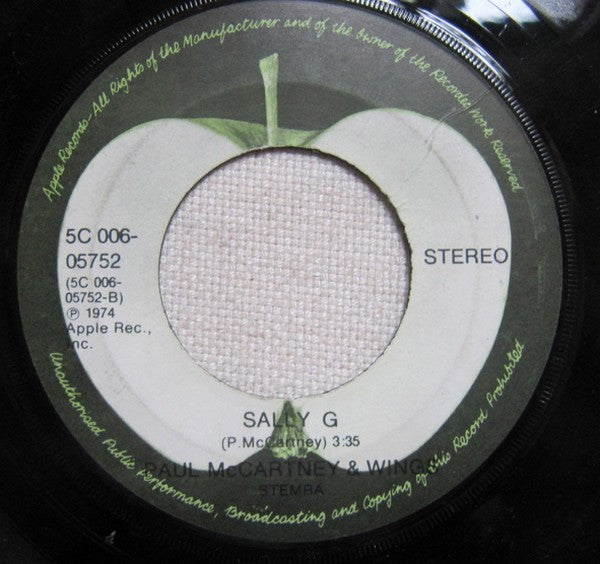 Apple Records-All Rights of the Manufacturer and of the Owner of the Recorded Work Reserved
5C 006-
05752
(5C 006-
05752-B)
℗ 1974
Apple Rec.,
Inc.
STEREO
SALLY G
(P. McCartney) 3:35
PAUL McCARTNEY & WINGS
STEMRA
Unauthorised Public Performance, Broadcasting and Copying of this Record Prohibited